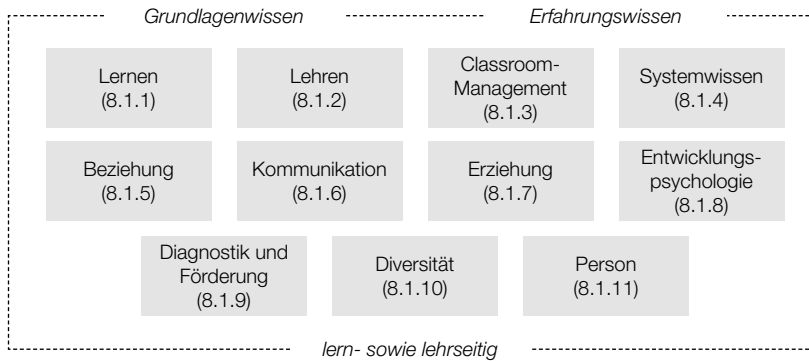 Grundlagenwissen Erfahrungswissen
Lernen
(8.1.1)
Lehren
(8.1.2)
Classroom-
Management
(8.1.3)
Systemwissen
(8.1.4)
Beziehung
(8.1.5)
Kommunikation
(8.1.6)
Erziehung
(8.1.7)
Entwicklungs-
psychologie
(8.1.8)
Diagnostik und
Förderung
(8.1.9)
Diversität
(8.1.10)
Person
(8.1.11)
lern- sowie lehrseitig